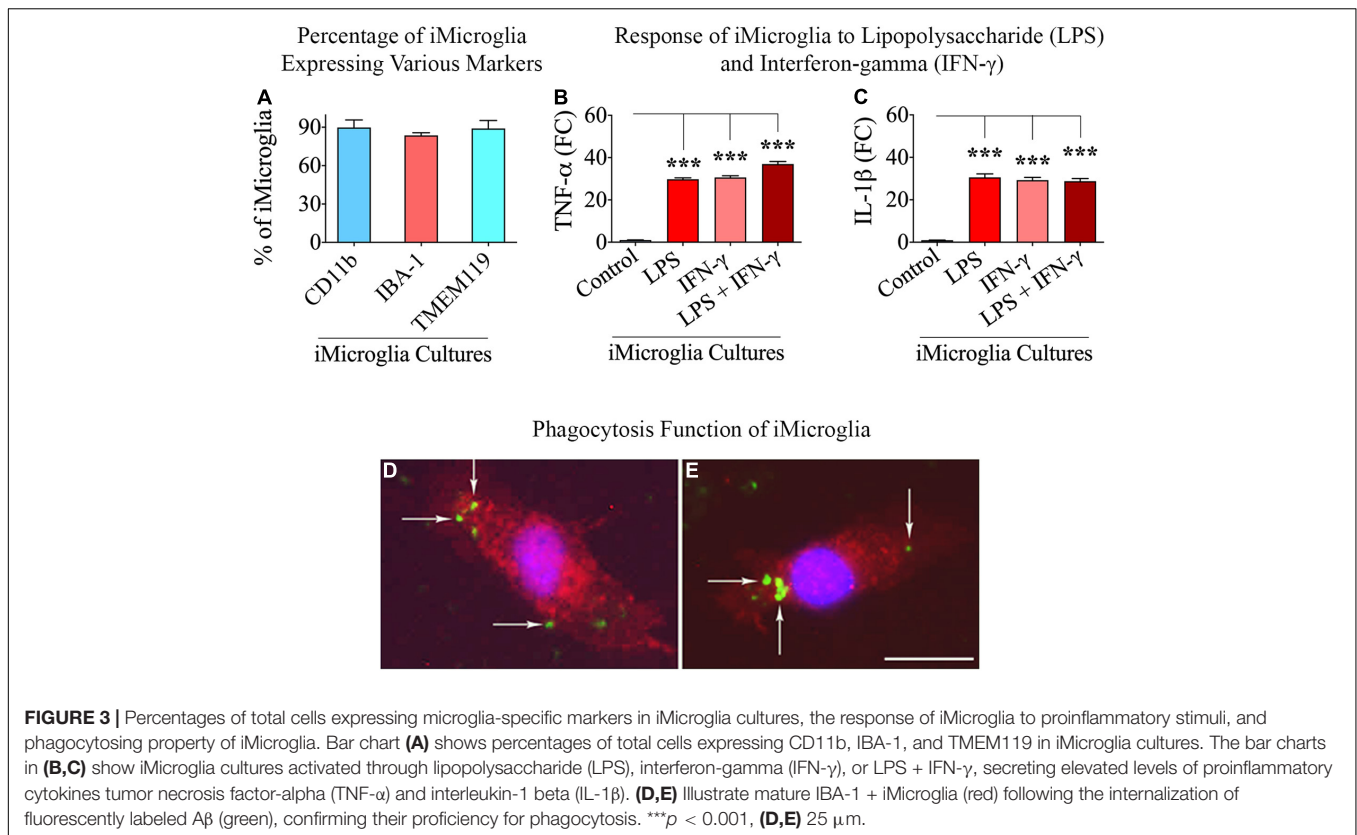 Percentage of iMicroglia
Expressing Various Markers
Response of iMicroglia to Lipopolysaccharide (LPS)
and Interferon-gamma (IFN-γ)
A
% of iMicroglia
90
60
30
0
CD11b
IBA-1
TMEM119
iMicroglia Cultures
B
TNF-α (FC)
60
40
20
0
***
***
***
Control
LPS
IFN-γ
LPS + IFN-γ
iMicroglia Cultures
C
IL-1β (FC)
60
40
20
0
***
***
***
Control
LPS
IFN-γ
LPS + IFN-γ
iMicroglia Cultures
Phagocytosis Function of iMicroglia
D
E
FIGURE 3 | Percentages of total cells expressing microglia-specific markers in iMicroglia cultures, the response of iMicroglia to proinflammatory stimuli, and
phagocytosing property of iMicroglia. Bar chart (A) shows percentages of total cells expressing CD11b, IBA-1, and TMEM119 in iMicroglia cultures. The bar charts
in (B,C) show iMicroglia cultures activated through lipopolysaccharide (LPS), interferon-gamma (IFN-γ), or LPS + IFN-γ, secreting elevated levels of proinflammatory
cytokines tumor necrosis factor-alpha (TNF-α) and interleukin-1 beta (IL-1β). (D,E) Illustrate mature IBA-1 + iMicroglia (red) following the internalization of
fluorescently labeled Aβ (green), confirming their proficiency for phagocytosis. ***p < 0.001, (D,E) 25 μm.